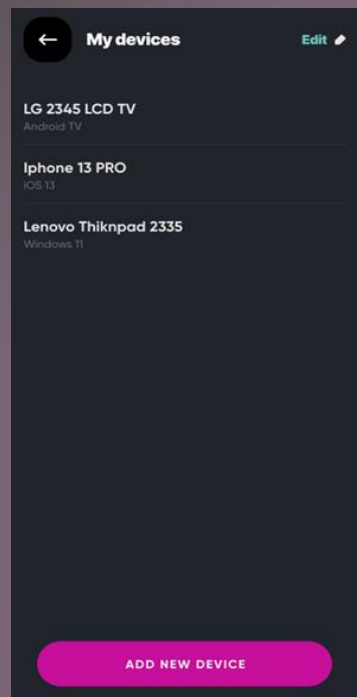 My devices
Edit
LG 2345 LCD TV
Android TV
Iphone 13 PRO
iOS 13
Lenovo Thiknpad 2335
Windows 11
ADD NEW DEVICE